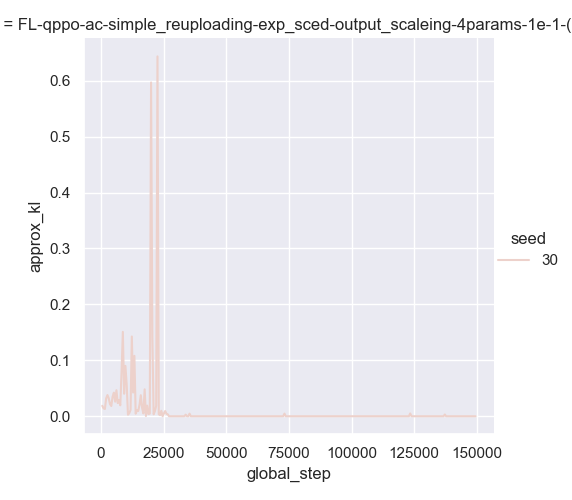 = FL-qppo-ac-simple_reuploading-exp_sced-output_scaleing-4params-1e-1-(
0.6
0.5
0.4
0.3
0.2
0.1
0.0
approx_kl
0 25000 50000 75000 100000 125000 150000
global_step
seed
30